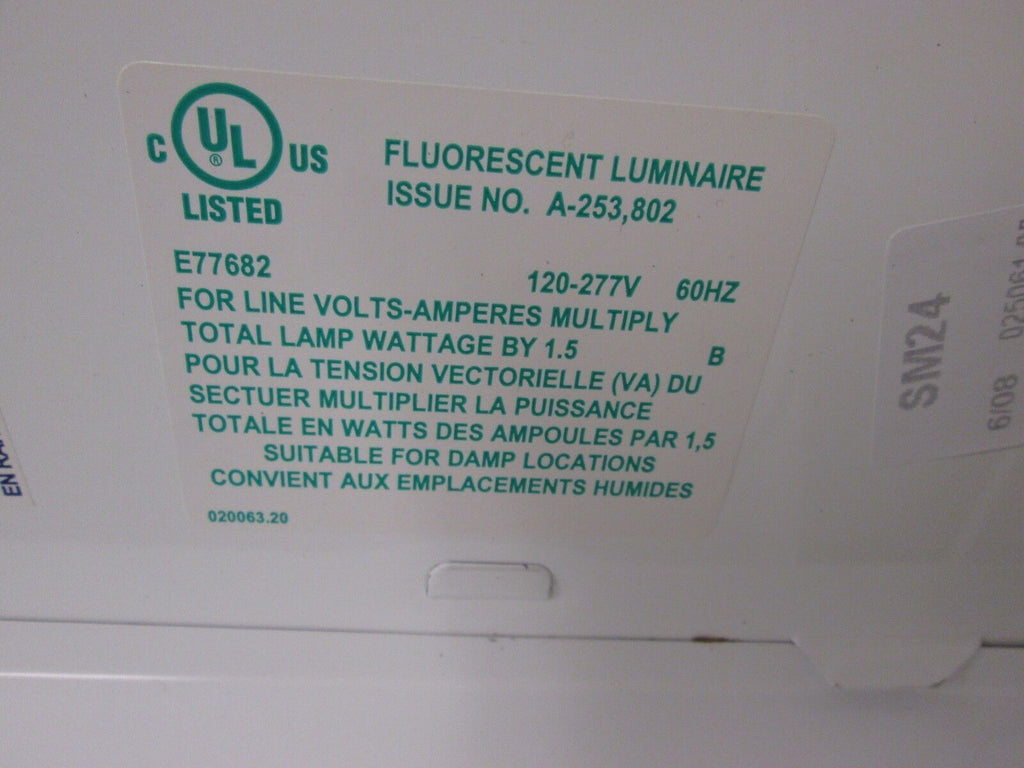 C UL ® US
LISTED
FLUORESCENT LUMINAIRE
ISSUE NO. A-253,802
E77682
120-277V 60HZ
FOR LINE VOLTS-AMPERES MULTIPLY
TOTAL LAMP WATTAGE BY 1.5 B
POUR LA TENSION VECTORIELLE (VA) DU
SECTUER MULTIPLIER LA PUISSANCE
TOTALE EN WATTS DES AMPOULES PAR 1,5
SUITABLE FOR DAMP LOCATIONS
CONVIENT AUX EMPLACEMENTS HUMIDES
020063.20
SM24
6/08
EN